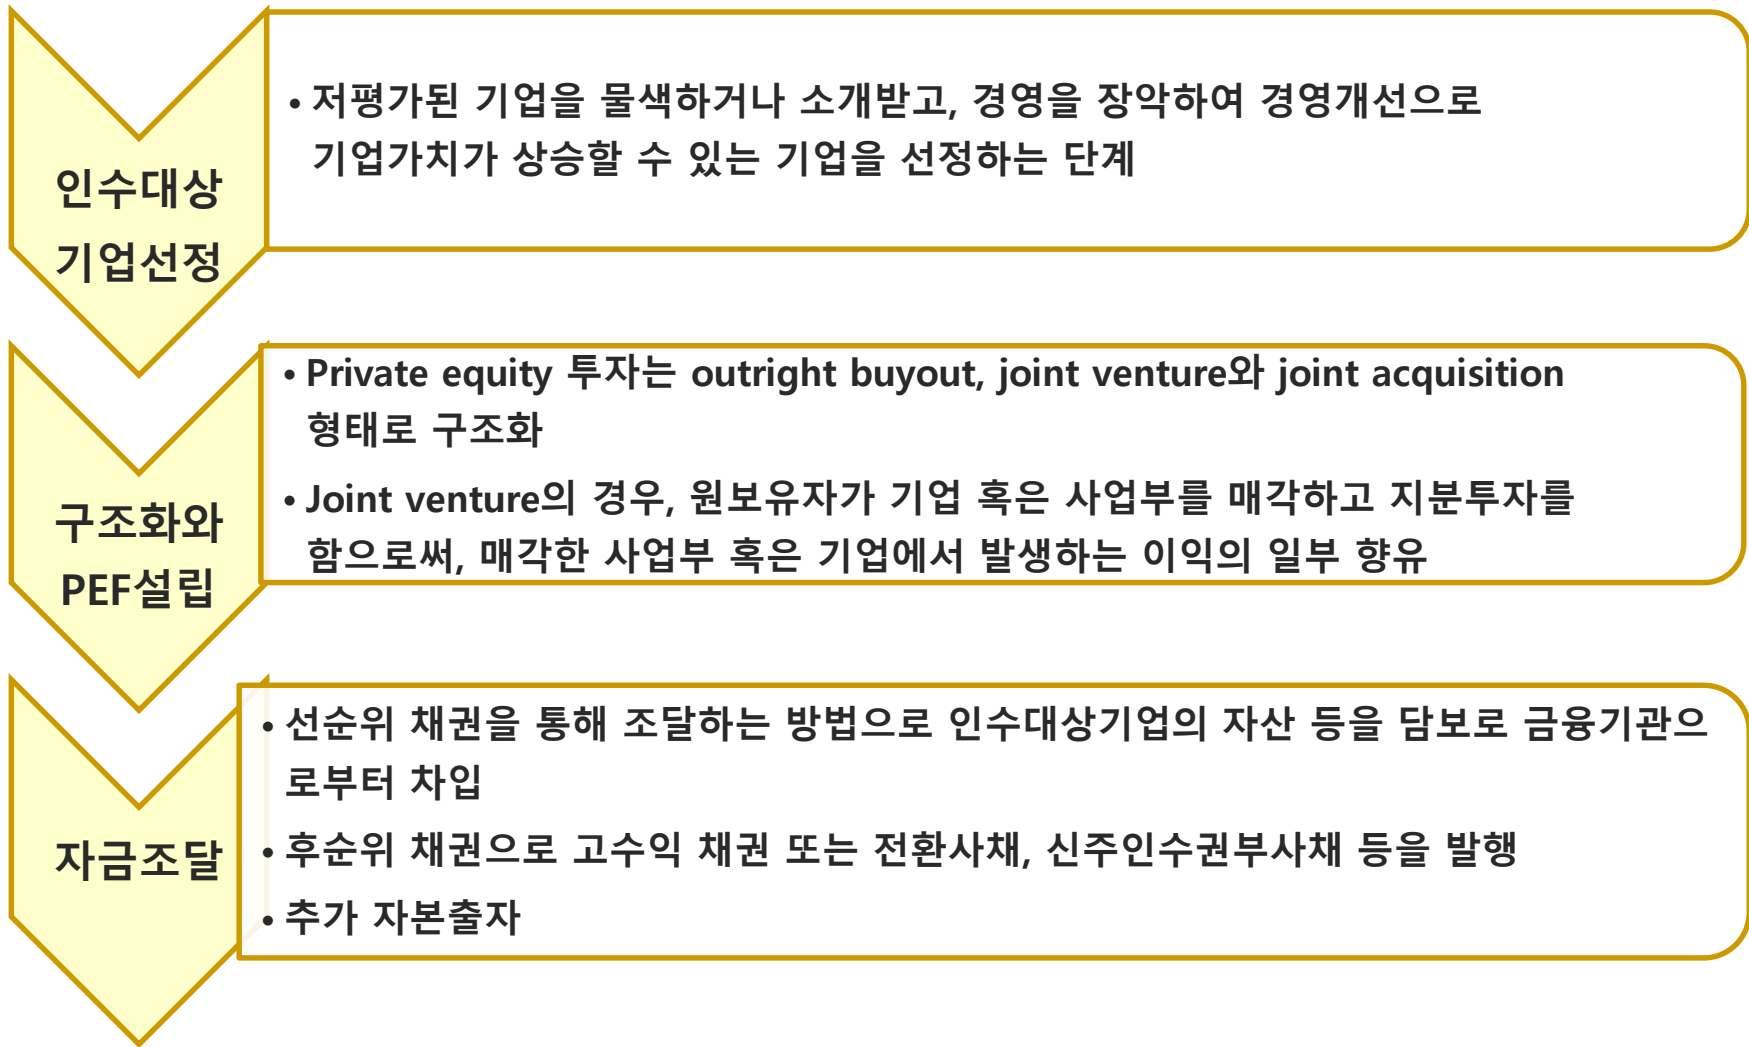 인수대상
기업선정
• 저평가된 기업을 물색하거나 소개받고, 경영을 장악하여 경영개선으로
기업가치가 상승할 수 있는 기업을 선정하는 단계
구조화와
PEF설립
• Private equity 투자는 outright buyout, joint venture와 joint acquisition
형태로 구조화
• Joint venture의 경우, 원보유자가 기업 혹은 사업부를 매각하고 지분투자를
함으로써, 매각한 사업부 혹은 기업에서 발생하는 이익의 일부 향유
자금조달
• 선순위 채권을 통해 조달하는 방법으로 인수대상기업의 자산 등을 담보로 금융기관으
로부터 차입
• 후순위 채권으로 고수익 채권 또는 전환사채, 신주인수권부사채 등을 발행
• 추가 자본출자